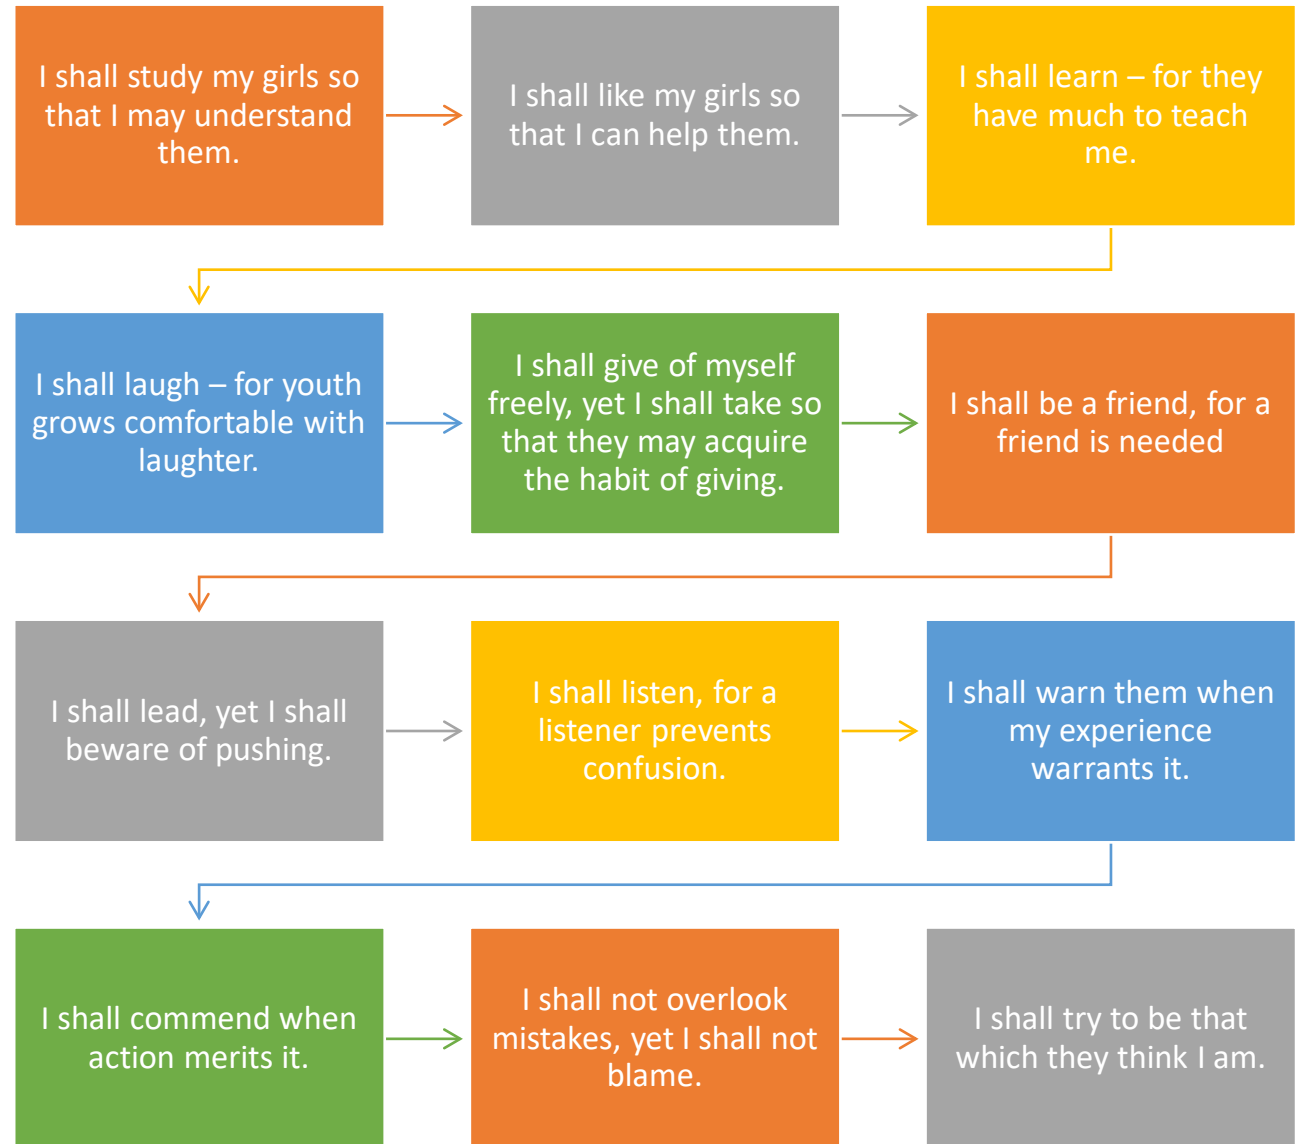 I shall study my girls so
that I may understand
them.
I shall like my girls so
that I can help them.
I shall learn – for they
have much to teach
me.
I shall laugh – for youth
grows comfortable with
laughter.
I shall give of myself
freely, yet I shall take so
that they may acquire
the habit of giving.
I shall be a friend, for a
friend is needed
I shall lead, yet I shall
beware of pushing.
I shall listen, for a
listener prevents
confusion.
I shall warn them when
my experience
warrants it.
I shall commend when
action merits it.
I shall not overlook
mistakes, yet I shall not
blame.
I shall try to be that
which they think I am.